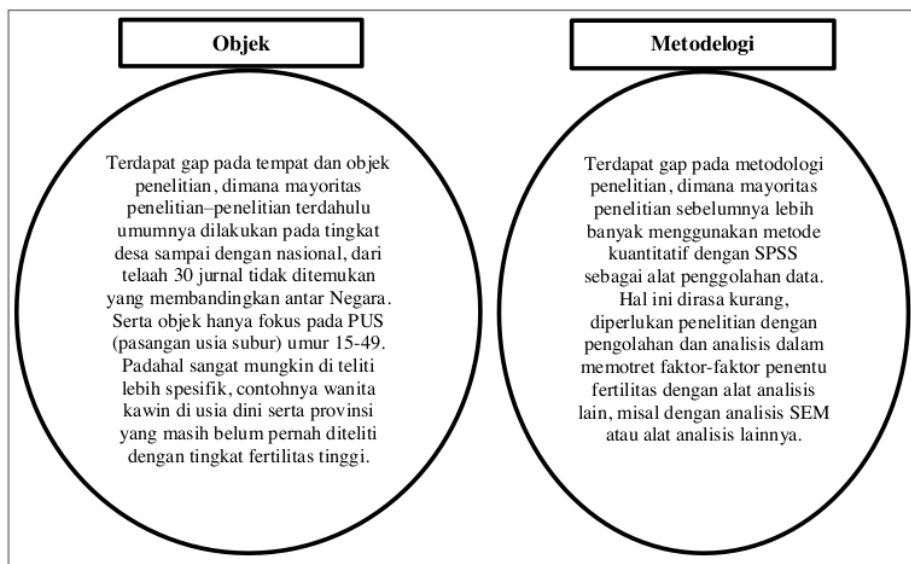 Objek
Terdapat gap pada tempat dan objek
penelitian, dimana mayoritas
penelitian–penelitian terdahulu
umumnya dilakukan pada tingkat
desa sampai dengan nasional, dari
telaah 30 jurnal tidak ditemukan
yang membandingkan antar Negara.
Serta objek hanya fokus pada PUS
(pasangan usia subur) umur 15-49.
Padahal sangat mungkin di teliti
lebih spesifik, contohnya wanita
kawin di usia dini serta provinsi
yang masih belum pernah diteliti
dengan tingkat fertilitas tinggi.
Metodelogi
Terdapat gap pada metodologi
penelitian, dimana mayoritas
penelitian sebelumnya lebih
banyak menggunakan metode
kuantitatif dengan SPSS
sebagai alat penggolahan data.
Hal ini dirasa kurang,
diperlukan penelitian dengan
pengolahan dan analisis dalam
memotret faktor-faktor penentu
fertilitas dengan alat analisis
lain, misal dengan analisis SEM
atau alat analisis lainnya.